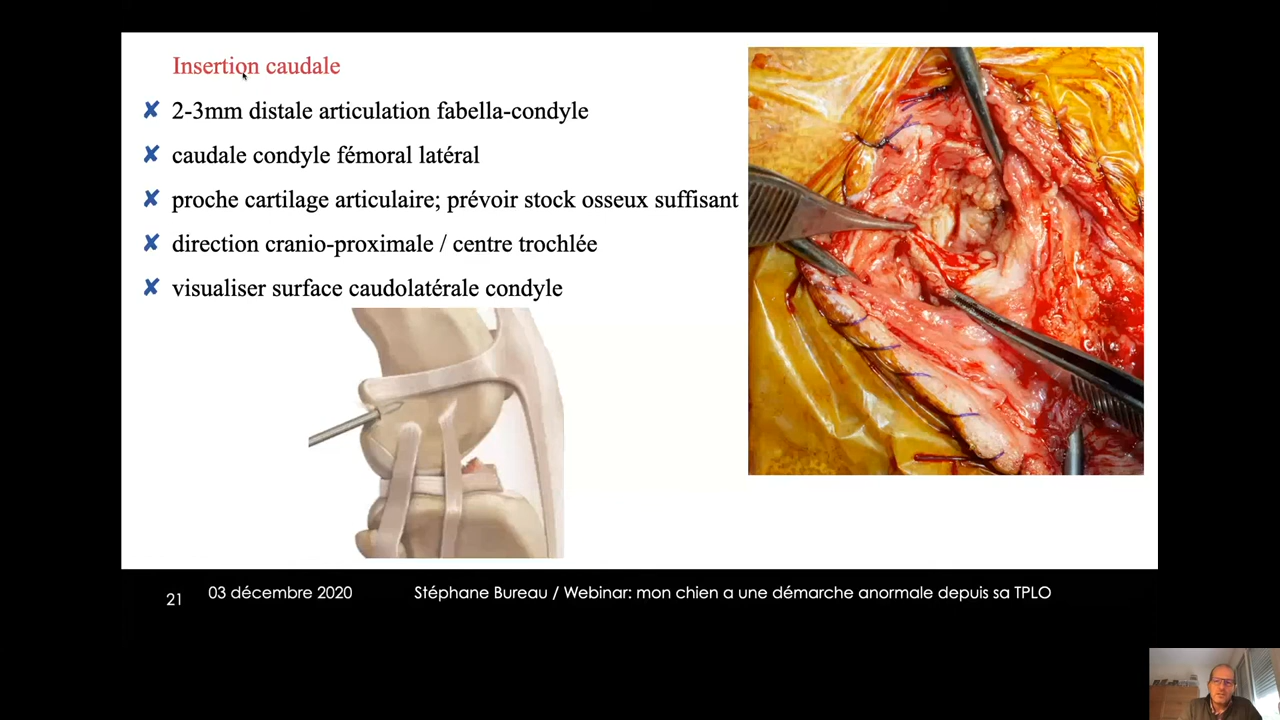 Insertion caudale
✘ 2-3mm distale articulation fabella-condyle
✘ caudale condyle fémoral latéral
✘ proche cartilage articulaire; prévoir stock osseux suffisant
✘ direction cranio-proximale / centre trochlée
✘ visualiser surface caudolatérale condyle
21 03 décembre 2020 Stéphane Bureau / Webinar: mon chien a une démarche anormale depuis sa TPLO